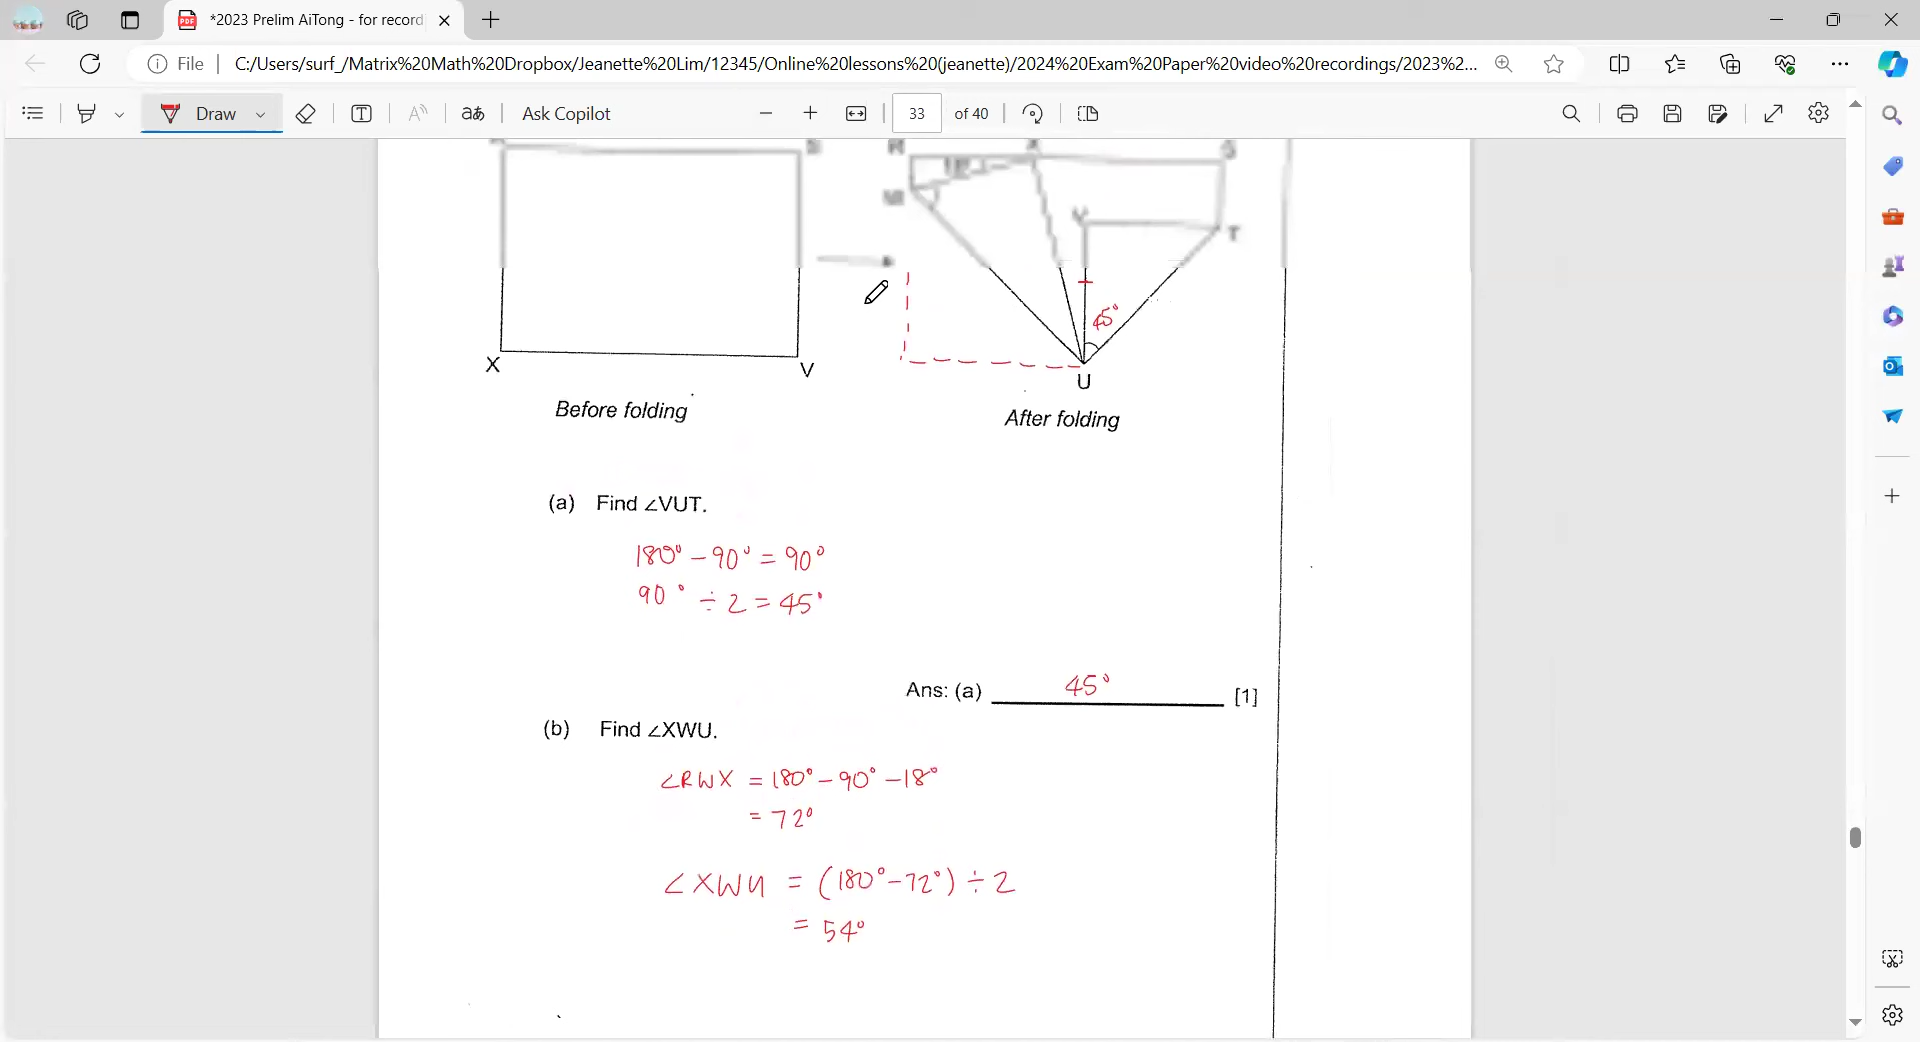 *2023 Prelim AiTong - for record
File
C:/Users/surf_/Matrix%20Math%20Dropbox/Jeanette%20Lim/12345/Online%20lessons%20(jeanette)/2024%20Exam%20Paper%20video%20recordings/2023%2...
Draw
aあ
Ask Copilot
33 of 40
S
R
X
S
18°
W
V
T
45°
X
V
U
Before folding
After folding
(a) Find ∠VUT.
180° – 90° = 90°
90° ÷ 2 = 45°
Ans: (a) 45° [1]
(b) Find ∠XWU.
∠RWX = 180° – 90° – 18°
= 72°
∠XWU = (180° – 72°) ÷ 2
= 54°